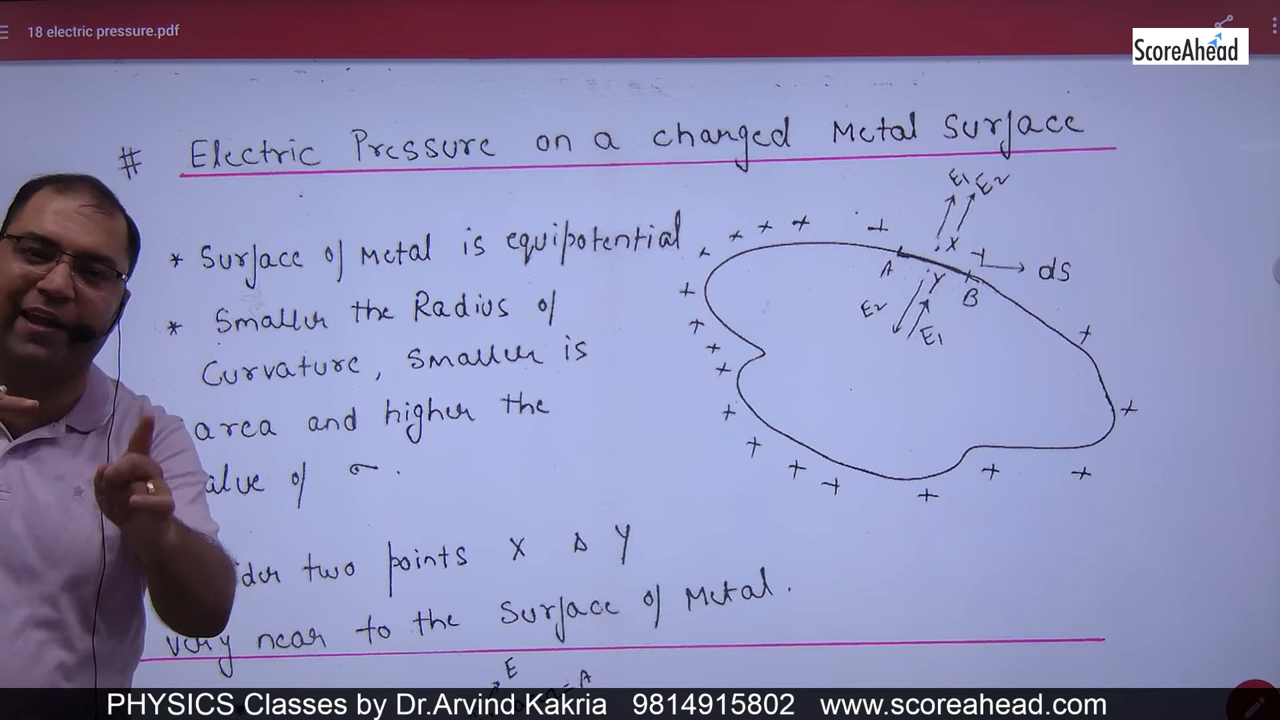 18 electric pressure.pdf
ScoreAhead
# Electric Pressure on a changed Metal Surface
* Surface of Metal is equipotential
* Smaller the Radius of
Curvature, Smaller is
area and higher the
alue of σ.
ider two points X & Y
very near to the Surface of Metal.
E1 E2
+ + + + + + + + + + + + + + + + + + + +
A X
Y B
ds
E2
E1
E
= A
PHYSICS Classes by Dr.Arvind Kakria 9814915802 www.scoreahead.com